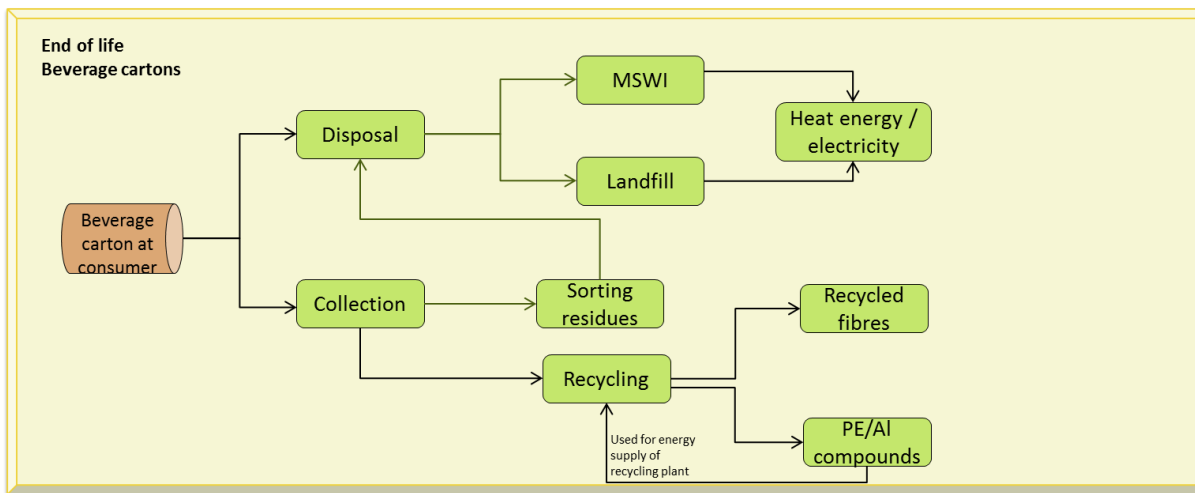 End of life
Beverage cartons
MSWI
Disposal
Heat energy /
electricity
Landfill
Beverage
carton at
consumer
Collection
Sorting
residues
Recycled
fibres
Recycling
PE/Al
compounds
Used for energy
supply of
recycling plant